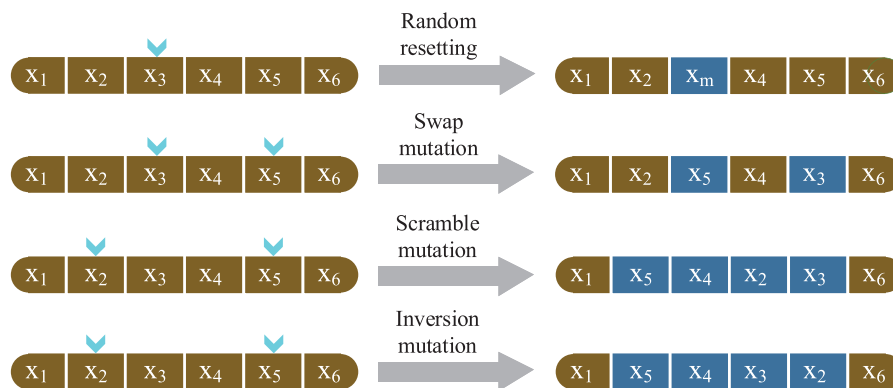 Random
resetting
x1 x2 x3 x4 x5 x6
x1 x2 xm x4 x5 x6
Swap
mutation
x1 x2 x3 x4 x5 x6
x1 x2 x5 x4 x3 x6
Scramble
mutation
x1 x2 x3 x4 x5 x6
x1 x5 x4 x2 x3 x6
Inversion
mutation
x1 x2 x3 x4 x5 x6
x1 x5 x4 x3 x2 x6